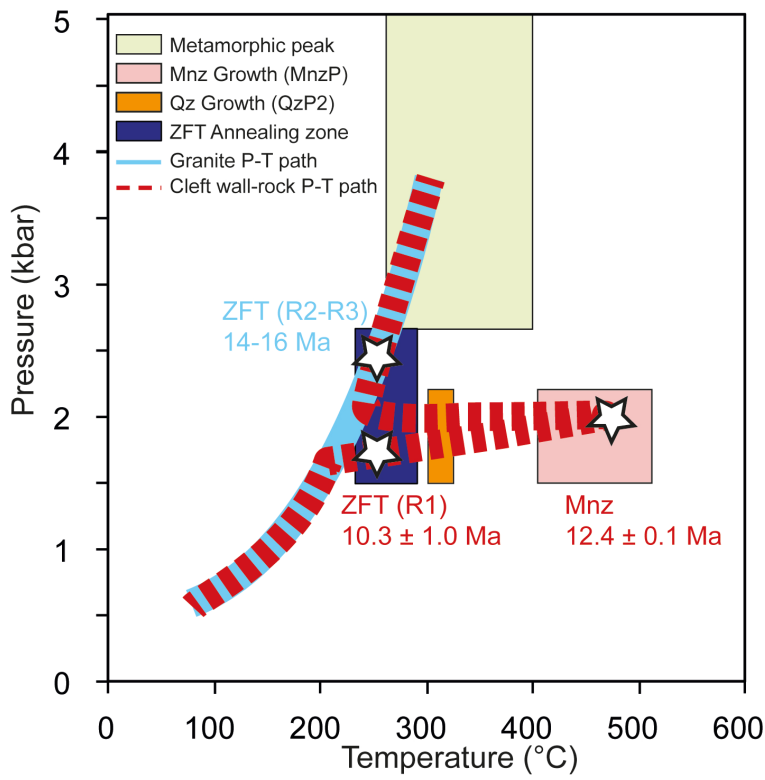 5
4
3
2
1
0
Pressure (kbar)
Metamorphic peak
Mnz Growth (MnzP)
Qz Growth (QzP2)
ZFT Annealing zone
Granite P-T path
Cleft wall-rock P-T path
ZFT (R2-R3)
14-16 Ma
ZFT (R1)
10.3 ± 1.0 Ma
Mnz
12.4 ± 0.1 Ma
0 100 200 300 400 500 600
Temperature (°C)